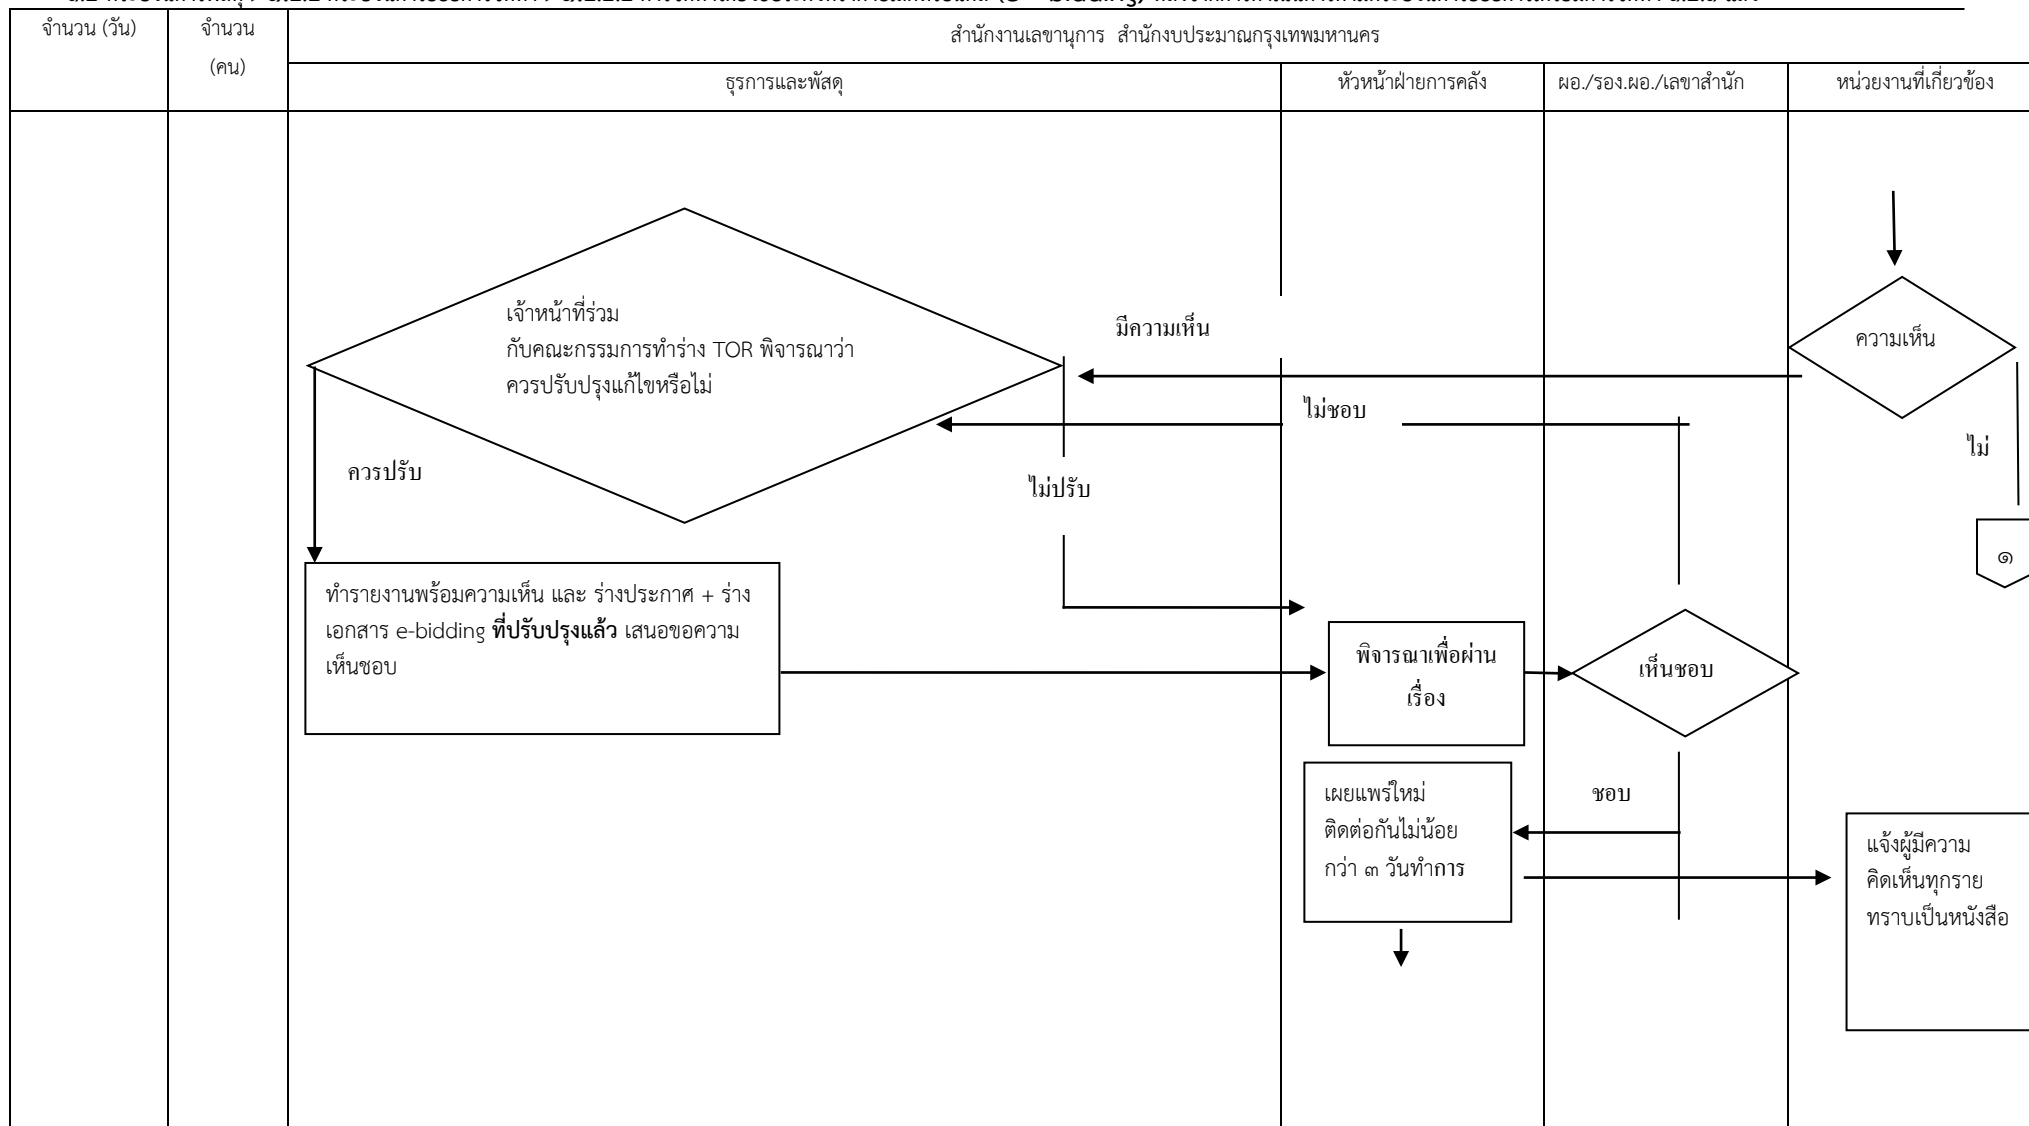 (e - bidding)
จำนวน (วัน)
จำนวน
(คน)
สำนักงานเลขานุการ สำนักงบประมาณกรุงเทพมหานคร
ธุรการและพัสดุ
หัวหน้าฝ่ายการคลัง
ผอ./รอง.ผอ./เลขาสำนัก
หน่วยงานที่เกี่ยวข้อง
เจ้าหน้าที่ร่วม
กับคณะกรรมการทำร่าง TOR พิจารณาว่า
ควรปรับปรุงแก้ไขหรือไม่
มีความเห็น
ความเห็น
ไม่ชอบ
ไม่
ควรปรับ
ไม่ปรับ
๑
ทำรายงานพร้อมความเห็น และ ร่างประกาศ + ร่าง
เอกสาร e-bidding ที่ปรับปรุงแล้ว เสนอขอความ
เห็นชอบ
พิจารณาเพื่อผ่าน
เรื่อง
เห็นชอบ
เผยแพร่ใหม่
ติดต่อกันไม่น้อย
กว่า ๓ วันทำการ
ชอบ
แจ้งผู้มีความ
คิดเห็นทุกราย
ทราบเป็นหนังสือ